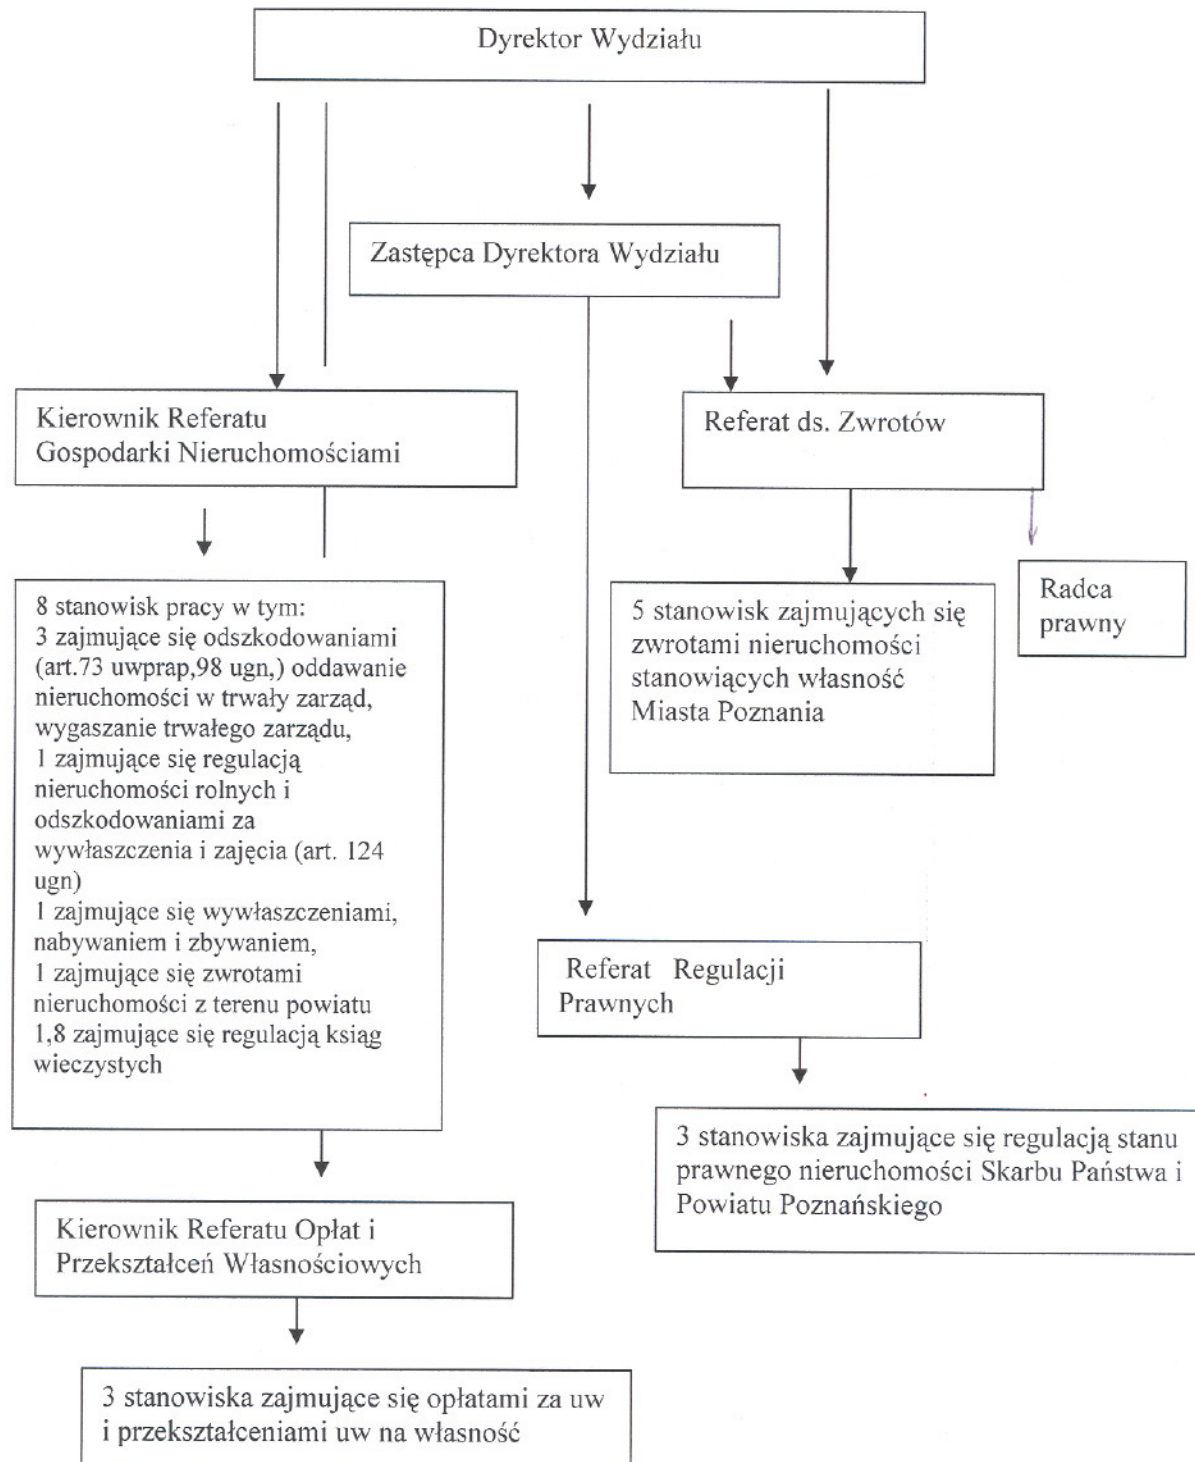 Dyrektor Wydziału
Zastępca Dyrektora Wydziału
Kierownik Referatu
Gospodarki Nieruchomościami
Referat ds. Zwrotów
8 stanowisk pracy w tym:
3 zajmujące się odszkodowaniami
(art.73 uwprap,98 ugn,) oddawanie
nieruchomości w trwały zarząd,
wygaszanie trwałego zarządu,
1 zajmujące się regulacją
nieruchomości rolnych i
odszkodowaniami za
wywłaszczenia i zajęcia (art. 124
ugn)
1 zajmujące się wywłaszczeniami,
nabywaniem i zbywaniem,
1 zajmujące się zwrotami
nieruchomości z terenu powiatu
1,8 zajmujące się regulacją ksiąg
wieczystych
5 stanowisk zajmujących się
zwrotami nieruchomości
stanowiących własność
Miasta Poznania
Radca
prawny
Referat Regulacji
Prawnych
3 stanowiska zajmujące się regulacją stanu
prawnego nieruchomości Skarbu Państwa i
Powiatu Poznańskiego
Kierownik Referatu Opłat i
Przekształceń Własnościowych
3 stanowiska zajmujące się opłatami za uw
i przekształceniami uw na własność